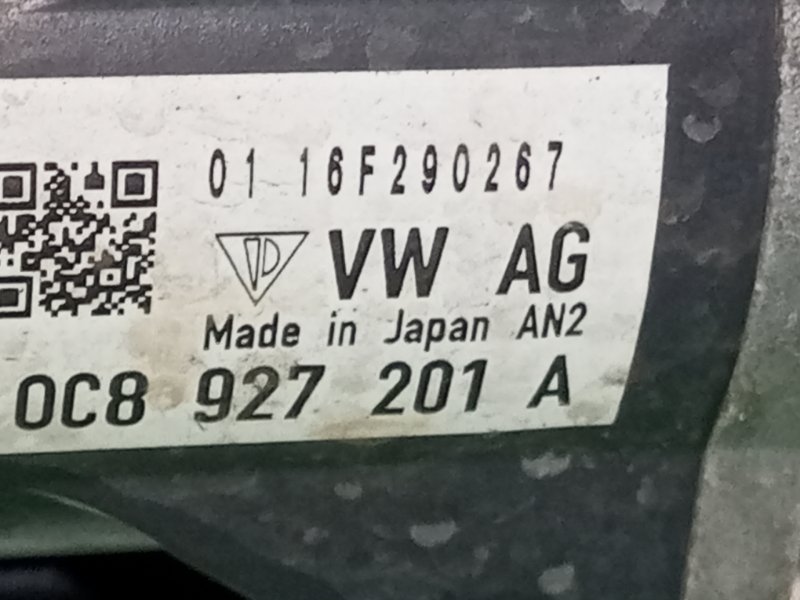 01 16F290267
VW AG
Made in Japan AN2
0C8 927 201 A